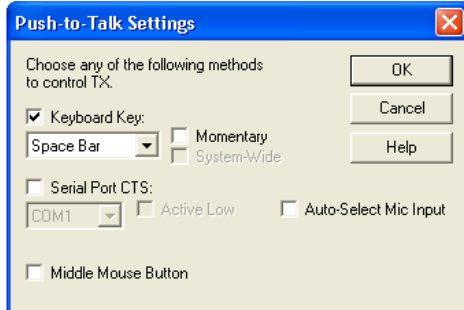 Push-to-Talk Settings
Choose any of the following methods
to control TX.
OK
Cancel
Help
Keyboard Key:
Space Bar
Momentary
System-Wide
Serial Port CTS:
COM1
Active Low
Auto-Select Mic Input
Middle Mouse Button